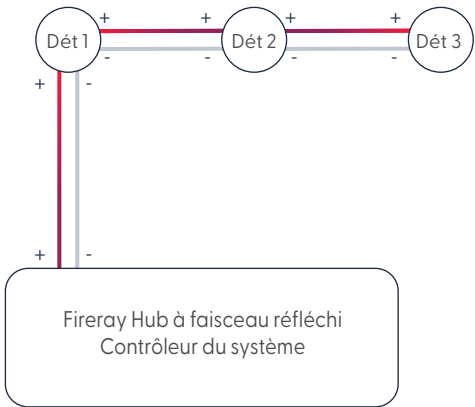 + + + +
Dét 1 Dét 2 Dét 3
- - - -
+ -
+ -
Fireray Hub à faisceau réfléchi
Contrôleur du système